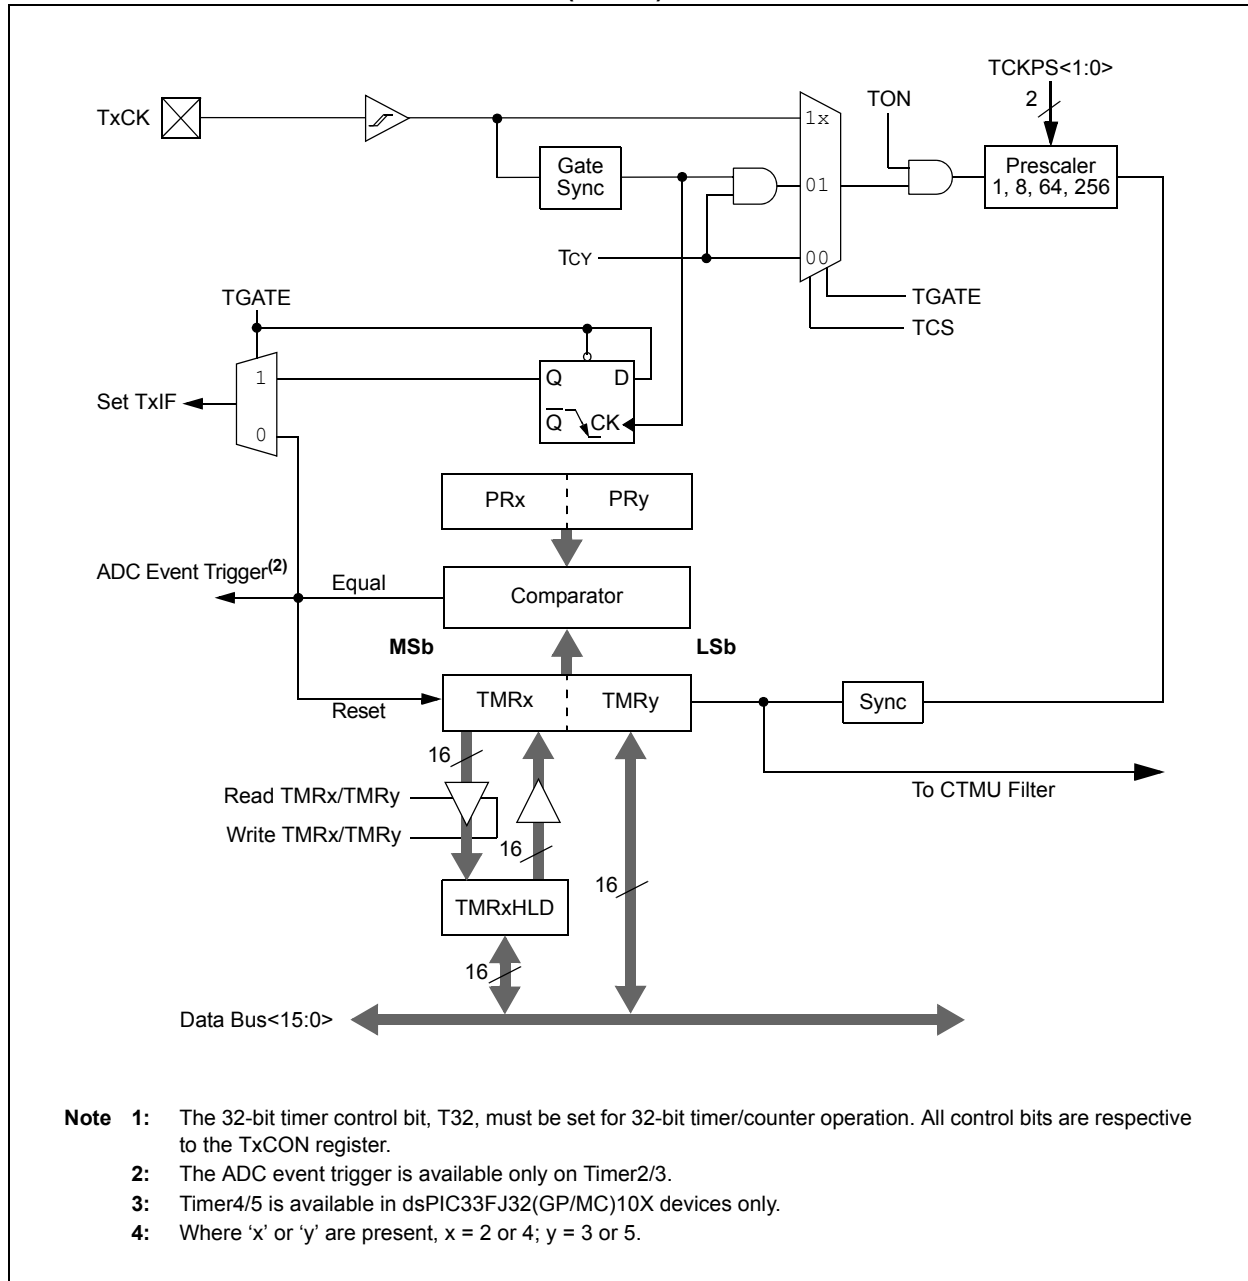 TCKPS<1:0>
2
TON
TxCK
1x
Gate
Sync
Prescaler
1, 8, 64, 256
01
TCY
00
TGATE
TGATE
TCS
1
Q
D
Set TxIF
Q
CK
0
PRx
PRy
ADC Event Trigger(2)
Equal
Comparator
MSb
LSb
TMRx
TMRy
Sync
Reset
16
To CTMU Filter
Read TMRx/TMRy
Write TMRx/TMRy
16
16
TMRxHLD
16
Data Bus<15:0>
Note 1: The 32-bit timer control bit, T32, must be set for 32-bit timer/counter operation. All control bits are respective
to the TxCON register.
2: The ADC event trigger is available only on Timer2/3.
3: Timer4/5 is available in dsPIC33FJ32(GP/MC)10X devices only.
4: Where ‘x’ or ‘y’ are present, x = 2 or 4; y = 3 or 5.